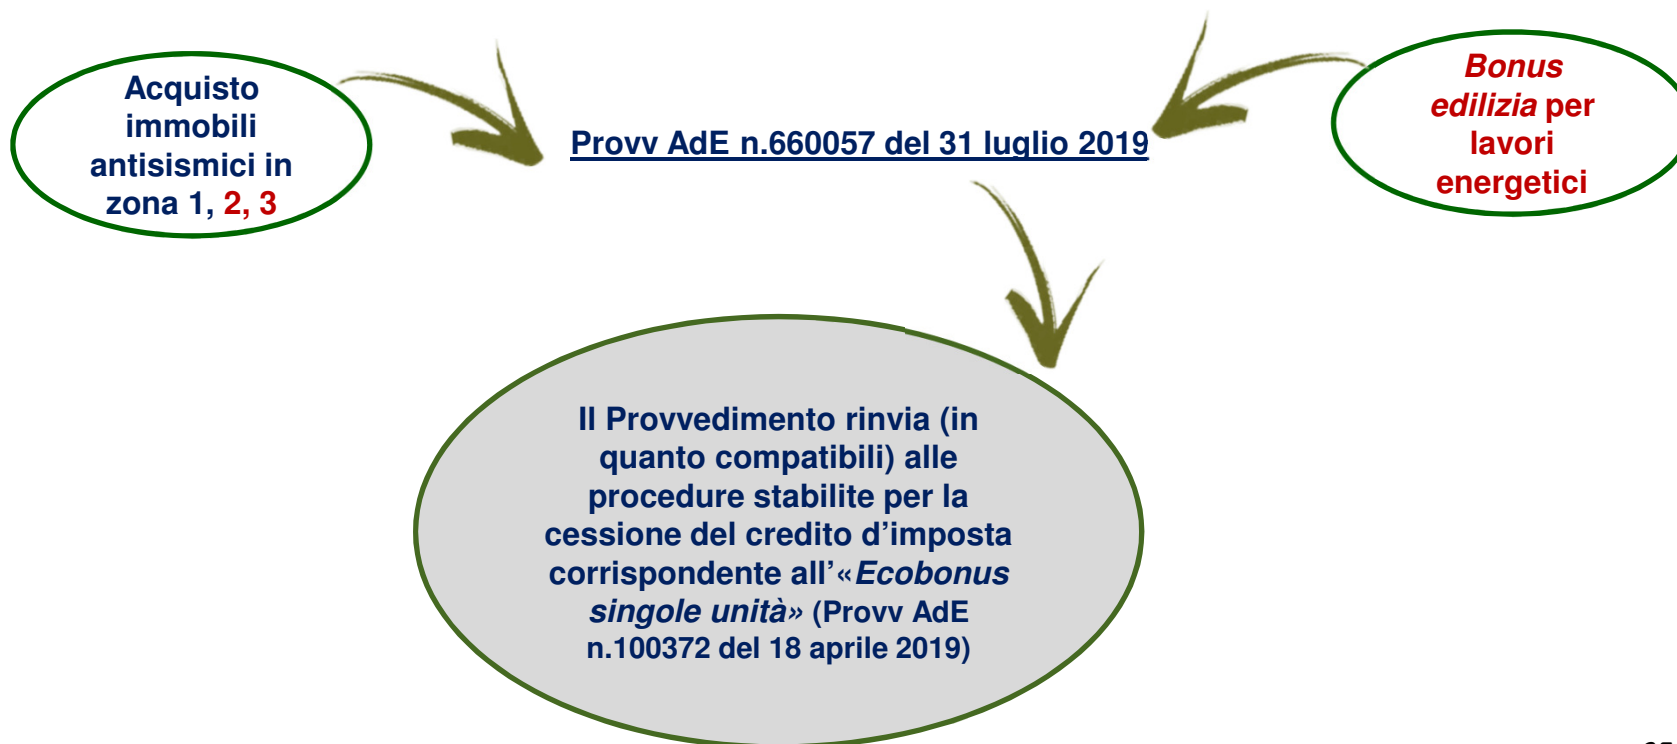 Acquisto
immobili
antisismici in
zona 1, 2, 3
Provv AdE n.660057 del 31 luglio 2019
Bonus
edilizia per
lavori
energetici
Il Provvedimento rinvia (in
quanto compatibili) alle
procedure stabilite per la
cessione del credito d’imposta
corrispondente all’«Ecobonus
singole unità» (Provv AdE
n.100372 del 18 aprile 2019)